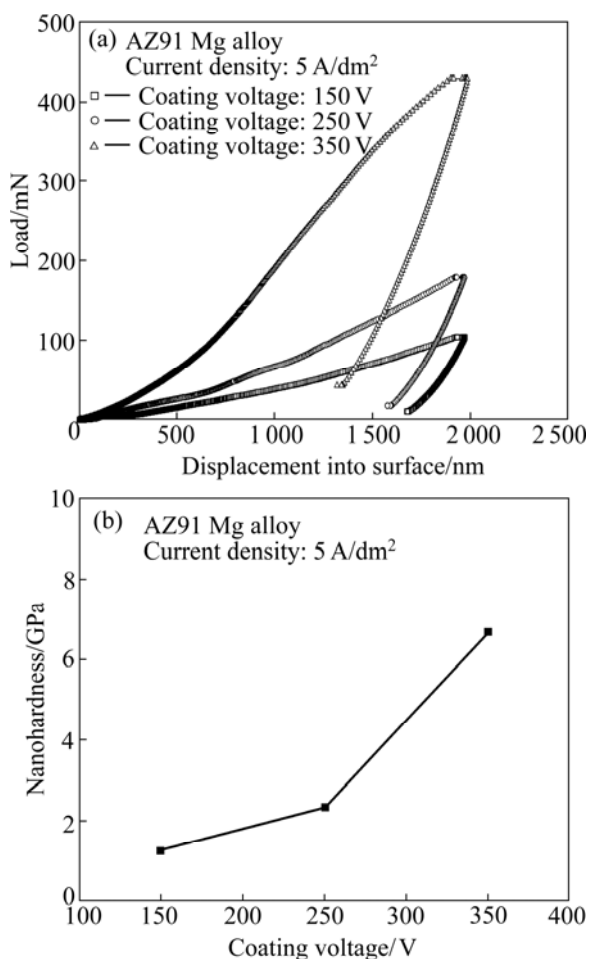 (a) AZ91 Mg alloy
Current density: 5 A/dm²
Coating voltage: 150 V
Coating voltage: 250 V
Coating voltage: 350 V
500
400
300
200
100
0
Load/mN
0 500 1 000 1 500 2 000 2 500
Displacement into surface/nm
(b) AZ91 Mg alloy
Current density: 5 A/dm²
10
8
6
4
2
0
Nanohardness/GPa
100 150 200 250 300 350 400
Coating voltage/V